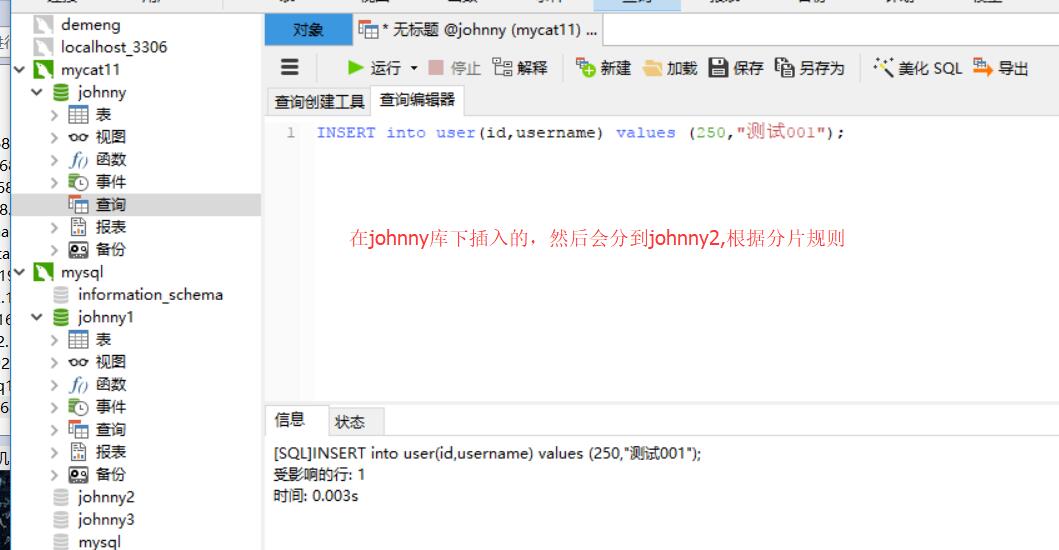 demeng
localhost_3306
mycat11
johnny
表
视图
函数
事件
查询
报表
备份
mysql
information_schema
johnny1
表
视图
函数
事件
查询
报表
备份
johnny2
johnny3
mysql
对象
* 无标题 @johnny (mycat11) ...
运行 停止 解释 新建 加载 保存 另存为 美化 SQL 导出
查询创建工具 查询编辑器
1 INSERT into user(id,username) values (250,"测试001");
在johnny库下插入的，然后会分到johnny2,根据分片规则
信息 状态
[SQL]INSERT into user(id,username) values (250,"测试001");
受影响的行: 1
时间: 0.003s